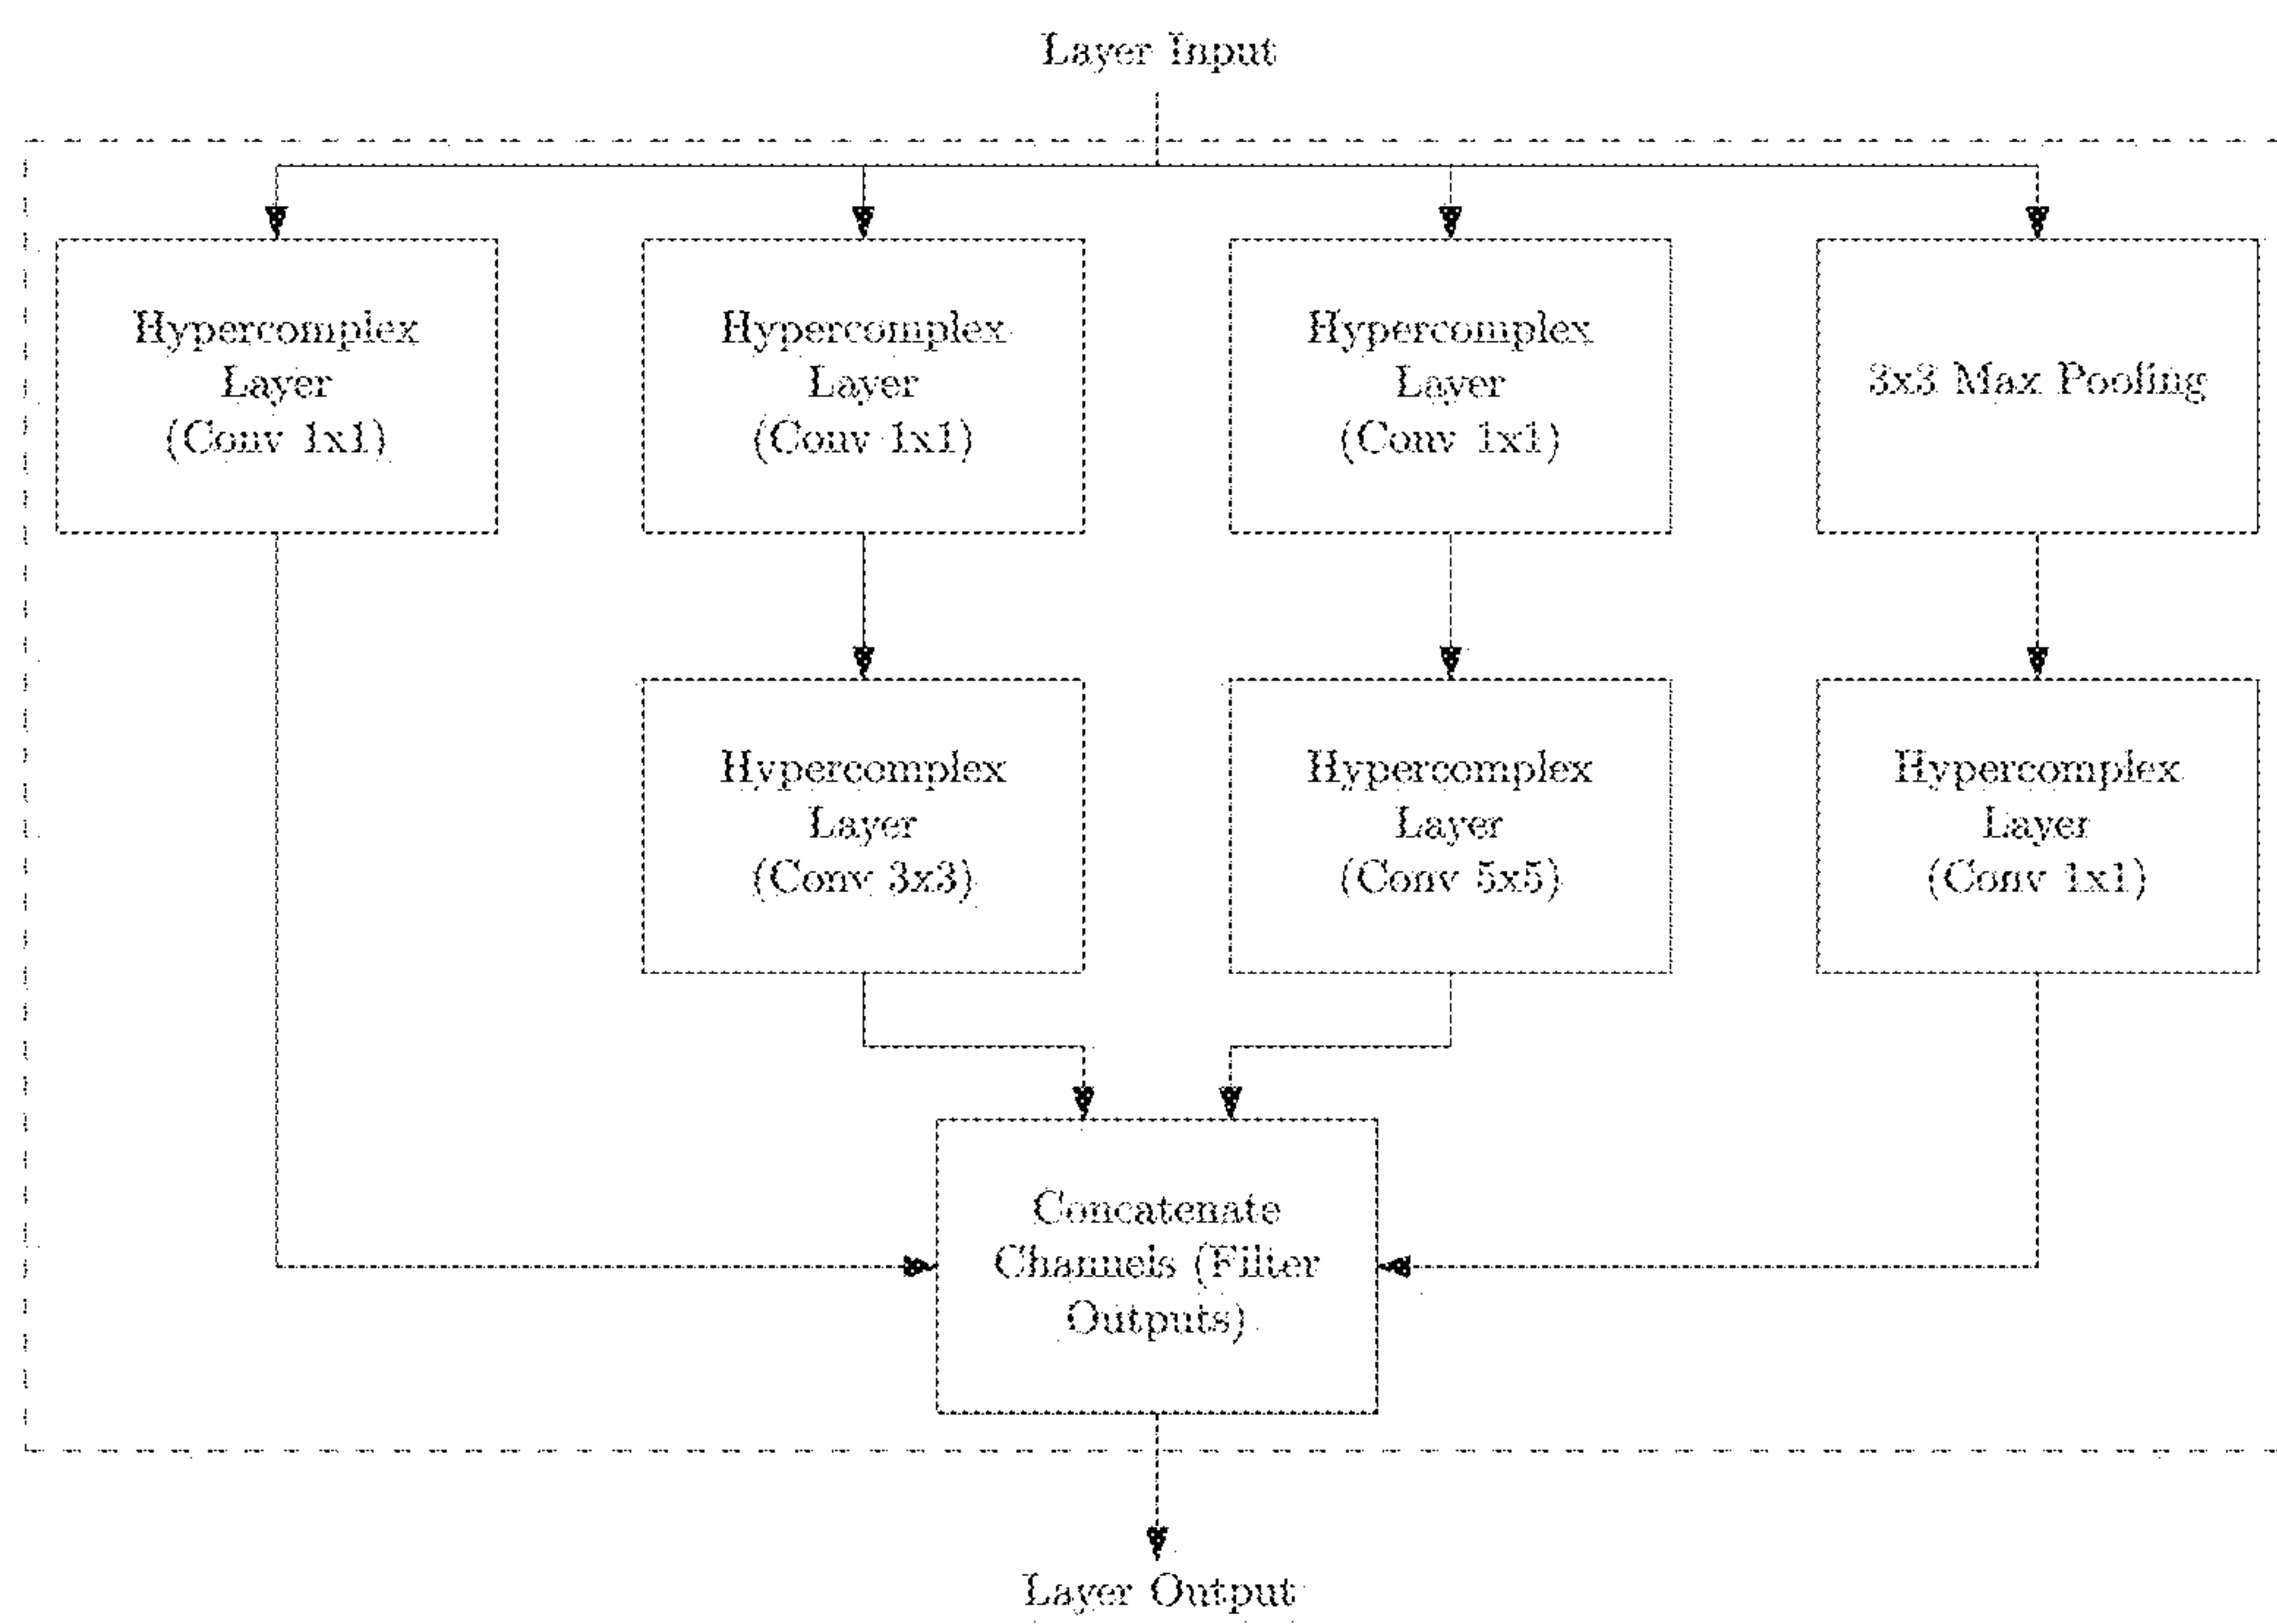 Layer Input
Hypercomplex
Layer
(Conv 1x1)
Hypercomplex
Layer
(Conv 1x1)
Hypercomplex
Layer
(Conv 1x1)
3x3 Max Pooling
Hypercomplex
Layer
(Conv 3x3)
Hypercomplex
Layer
(Conv 5x5)
Hypercomplex
Layer
(Conv 1x1)
Concatenate
Channels (Filter
Outputs)
Layer Output